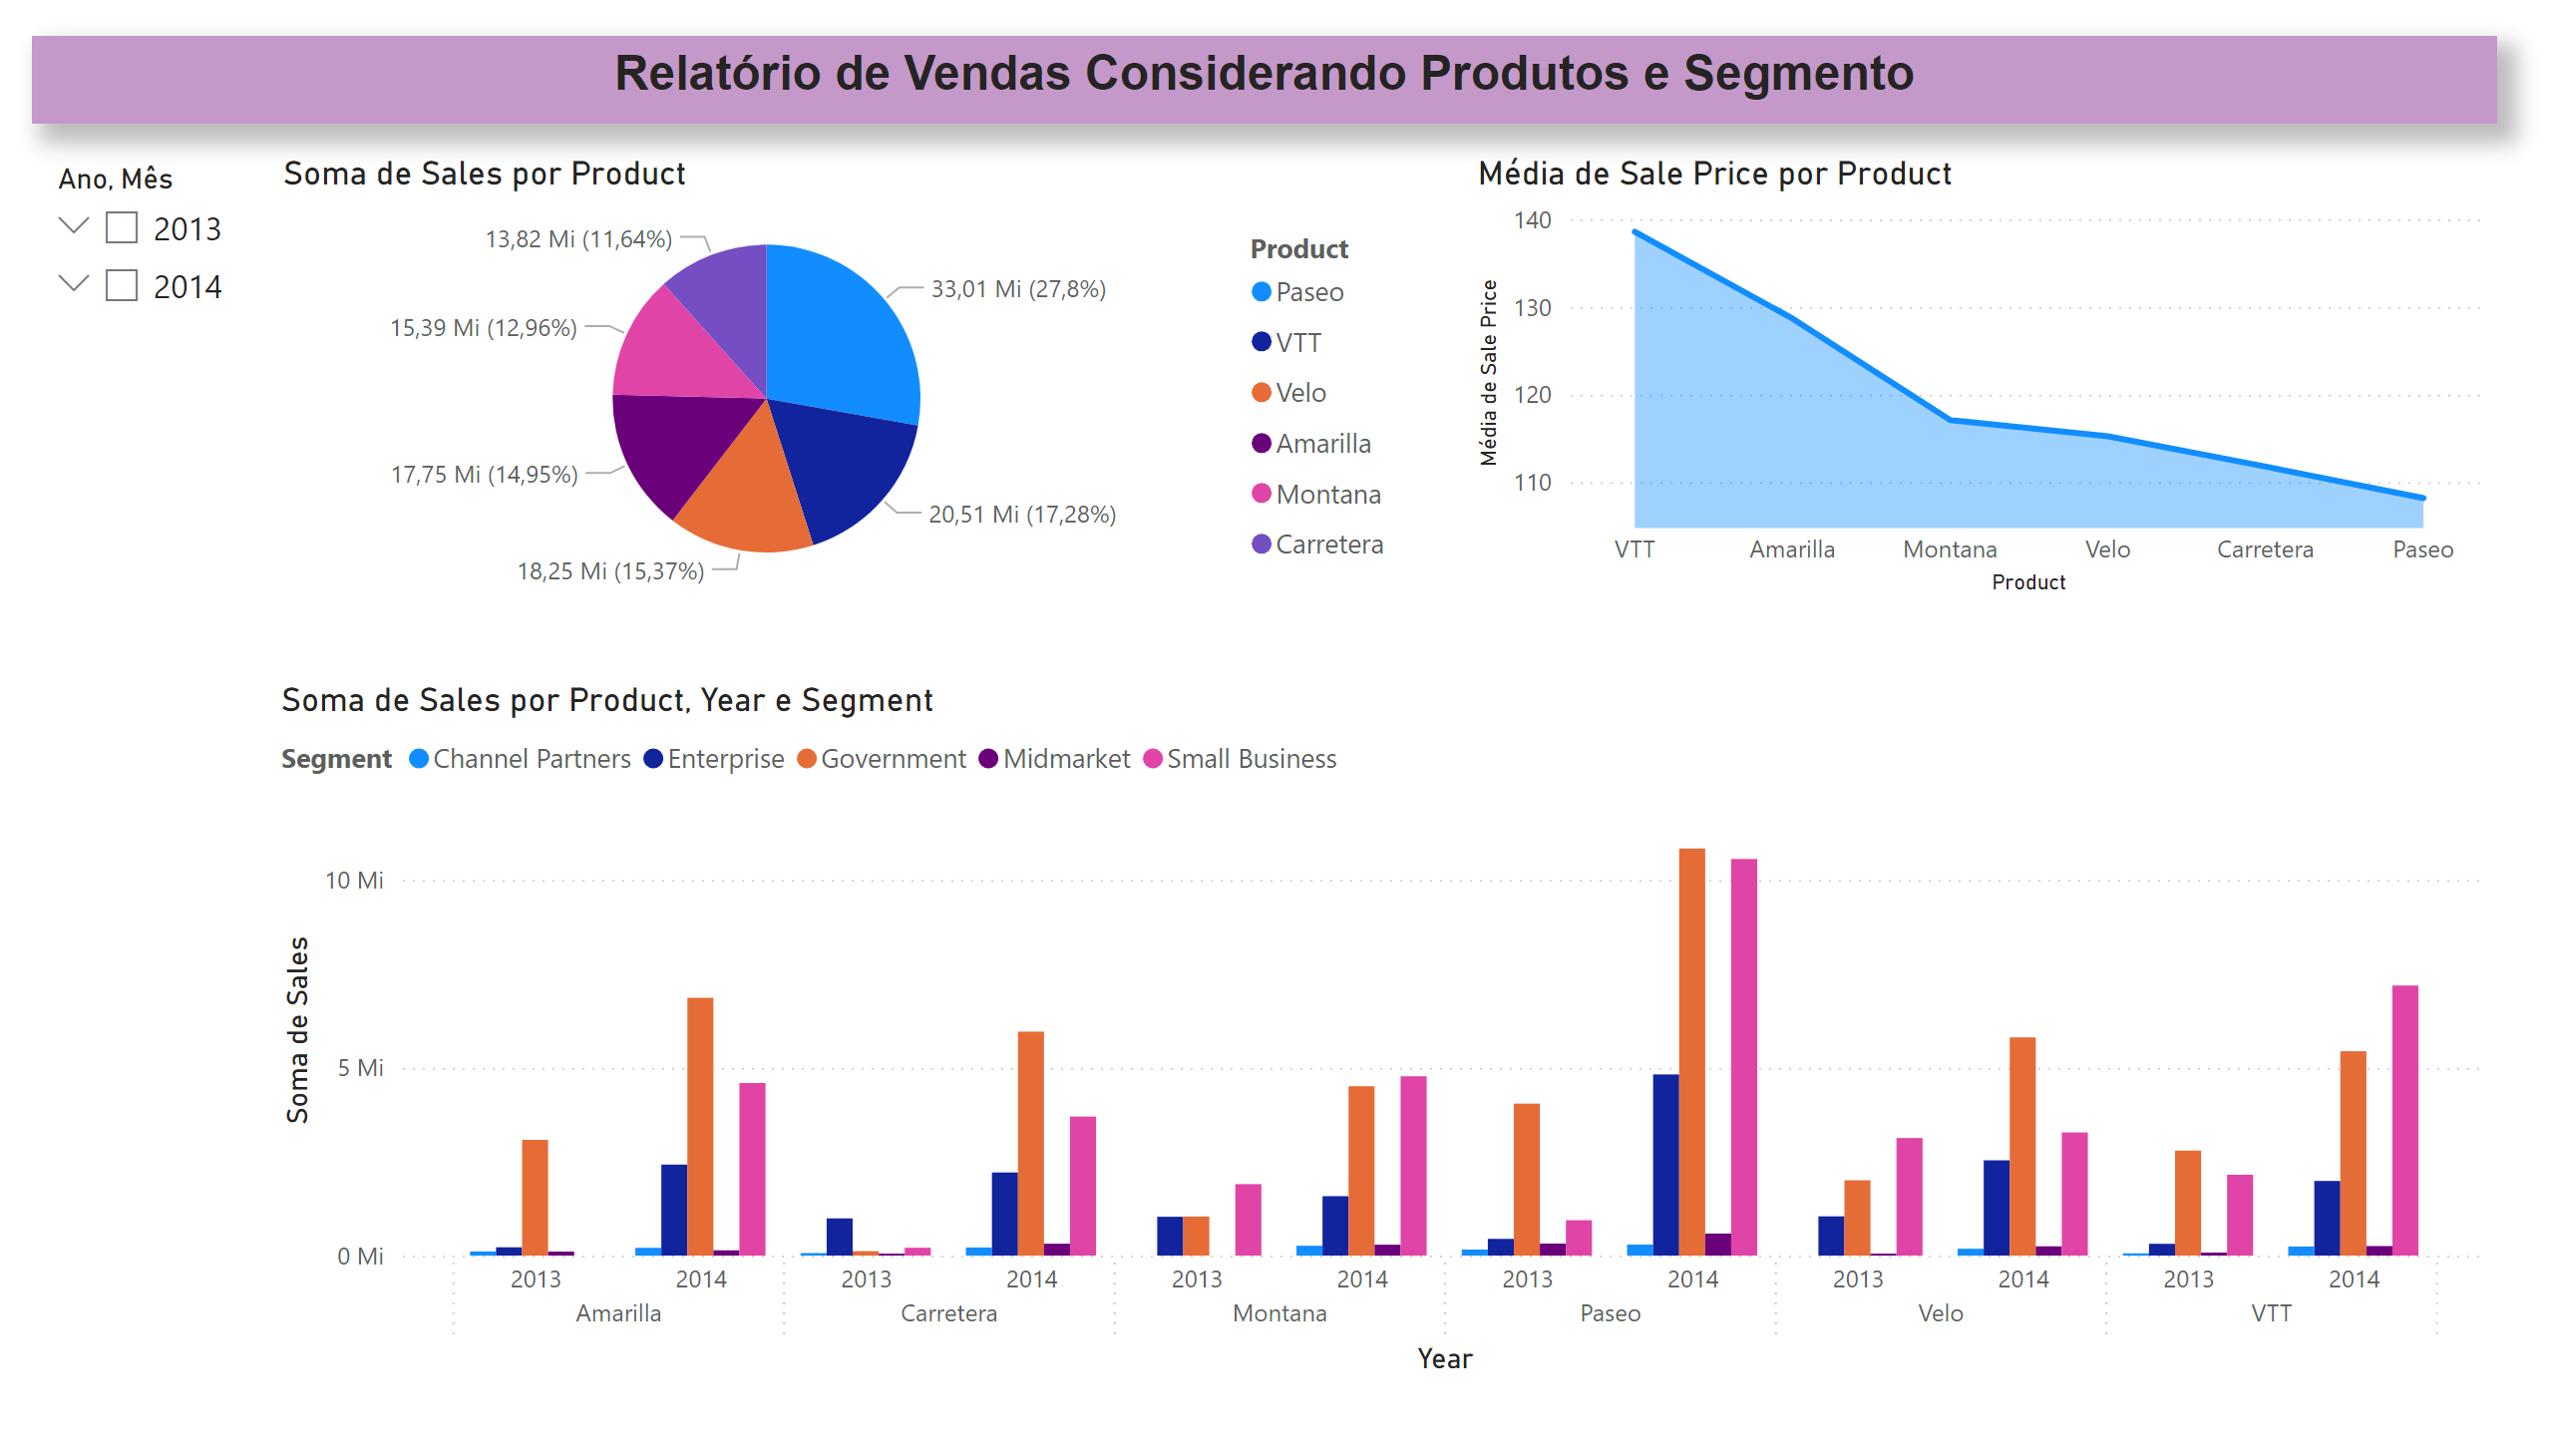 Relatório de Vendas Considerando Produtos e Segmento
Ano, Mês
2013
2014
Soma de Sales por Product
13,82 Mi (11,64%)
33,01 Mi (27,8%)
15,39 Mi (12,96%)
17,75 Mi (14,95%)
20,51 Mi (17,28%)
18,25 Mi (15,37%)
Product
Paseo
VTT
Velo
Amarilla
Montana
Carretera
Média de Sale Price por Product
Média de Sale Price
140
130
120
110
VTT Amarilla Montana Velo Carretera Paseo
Product
Soma de Sales por Product, Year e Segment
Segment Channel Partners Enterprise Government Midmarket Small Business
Soma de Sales
10 Mi
5 Mi
0 Mi
2013 2014 2013 2014 2013 2014 2013 2014 2013 2014 2013 2014
Amarilla Carretera Montana Paseo Velo VTT
Year